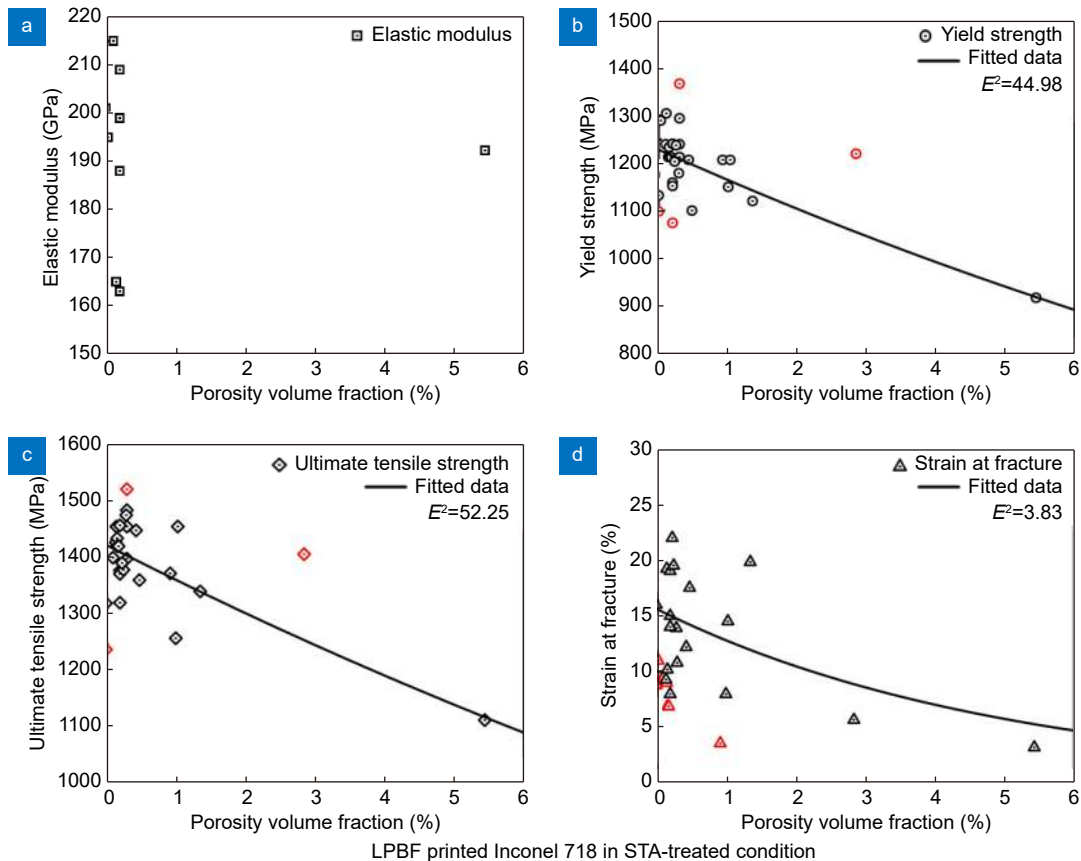 a
Elastic modulus
220
210
200
190
180
170
160
150
Elastic modulus (GPa)
0 1 2 3 4 5 6
Porosity volume fraction (%)
b
Yield strength
Fitted data
E²=44.98
1500
1400
1300
1200
1100
1000
900
800
Yield strength (MPa)
0 1 2 3 4 5 6
Porosity volume fraction (%)
c
Ultimate tensile strength
Fitted data
E²=52.25
1600
1500
1400
1300
1200
1100
1000
Ultimate tensile strength (MPa)
0 1 2 3 4 5 6
Porosity volume fraction (%)
d
Strain at fracture
Fitted data
E²=3.83
30
25
20
15
10
5
0
Strain at fracture (%)
0 1 2 3 4 5 6
Porosity volume fraction (%)
LPBF printed Inconel 718 in STA-treated condition